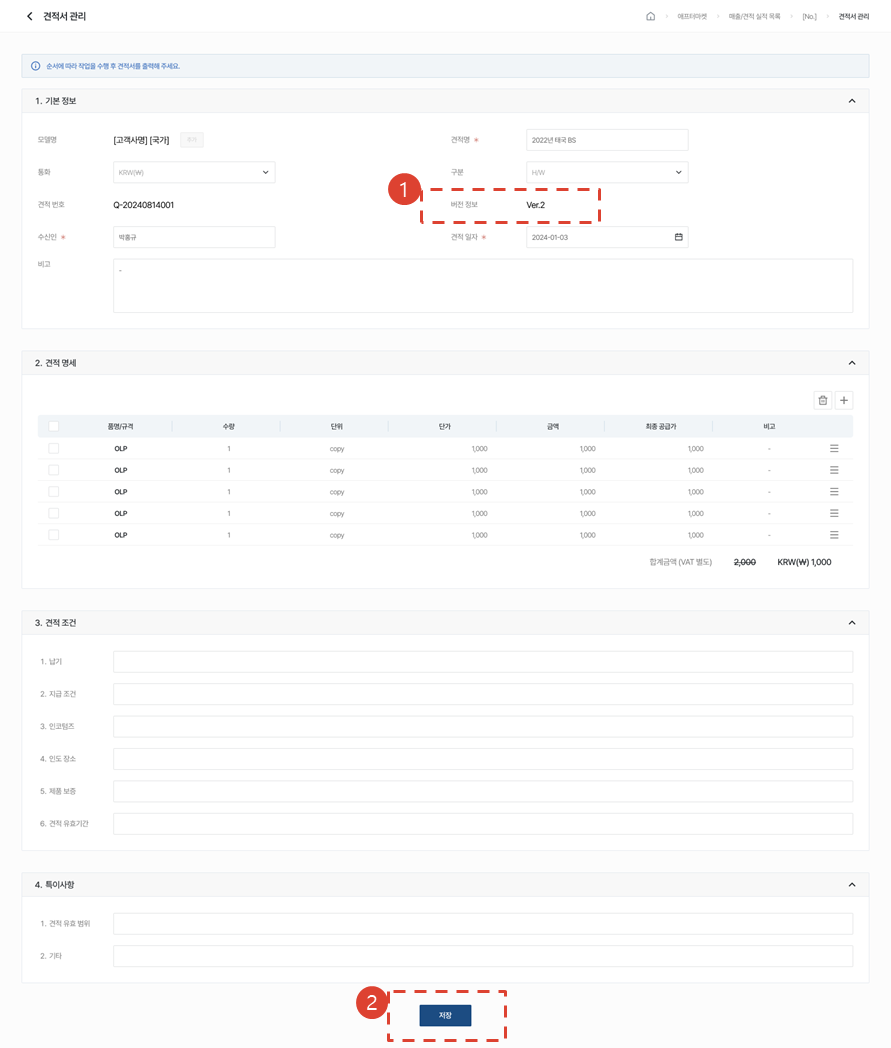 견적서 관리
애프터마켓 > 매출/견적 실적 목록 > [No.] > 견적서 관리
순서에 따라 작업을 수행 후 견적서를 출력해 주세요.
1. 기본 정보
모델명 [고객사명] [국가]
견적명 * 2022년 태국 BS
통화 KRW(₩)
구분 H/W
1
견적 번호 Q-20240814001
버전 정보 Ver.2
수신인 * 박홍규
견적 일자 * 2024-01-03
비고
-
2. 견적 명세
품명/규격 수량 단위 단가 금액 최종 공급가 비고
OLP 1 copy 1,000 1,000 1,000 -
OLP 1 copy 1,000 1,000 1,000 -
OLP 1 copy 1,000 1,000 1,000 -
OLP 1 copy 1,000 1,000 1,000 -
OLP 1 copy 1,000 1,000 1,000 -
합계금액 (VAT 별도) 2,000 KRW(₩) 1,000
3. 견적 조건
1. 납기
2. 지급 조건
3. 인코텀즈
4. 인도 장소
5. 제품 보증
6. 견적 유효기간
4. 특이사항
1. 견적 유효 범위
2. 기타
2
저장